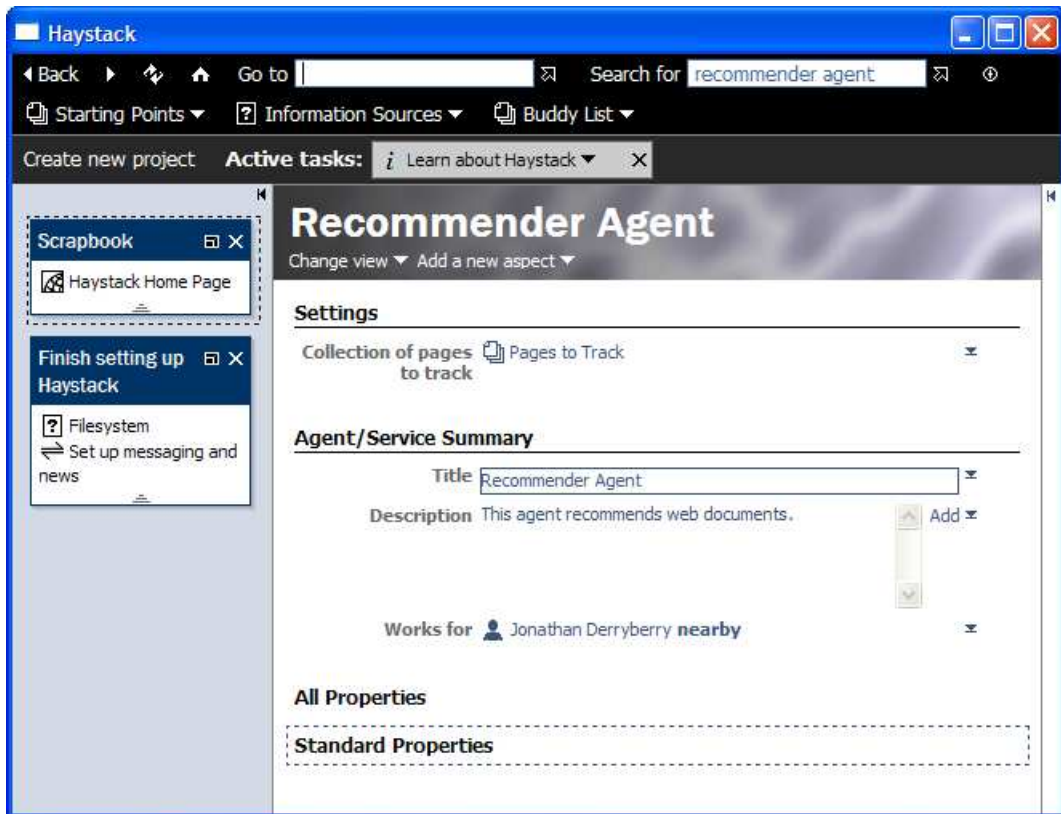 Haystack
Back Go to Search for recommender agent
Starting Points Information Sources Buddy List
Create new project Active tasks: i Learn about Haystack
Scrapbook
Haystack Home Page
Finish setting up
Haystack
? Filesystem
Set up messaging and
news
Recommender Agent
Change view Add a new aspect
Settings
Collection of pages Pages to Track
to track
Agent/Service Summary
Title Recommender Agent
Description This agent recommends web documents. Add
Works for Jonathan Derryberry nearby
All Properties
Standard Properties